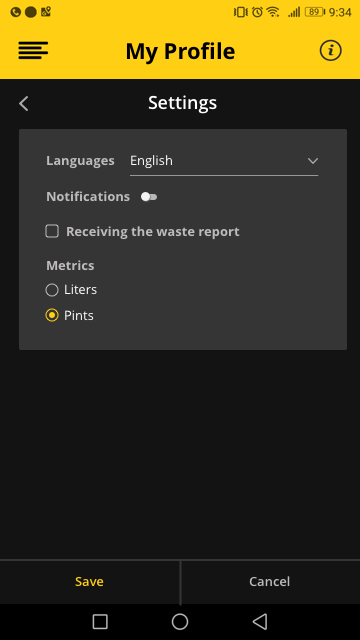 89 9:34
My Profile
Settings
Languages English
Notifications
Receiving the waste report
Metrics
Liters
Pints
Save Cancel